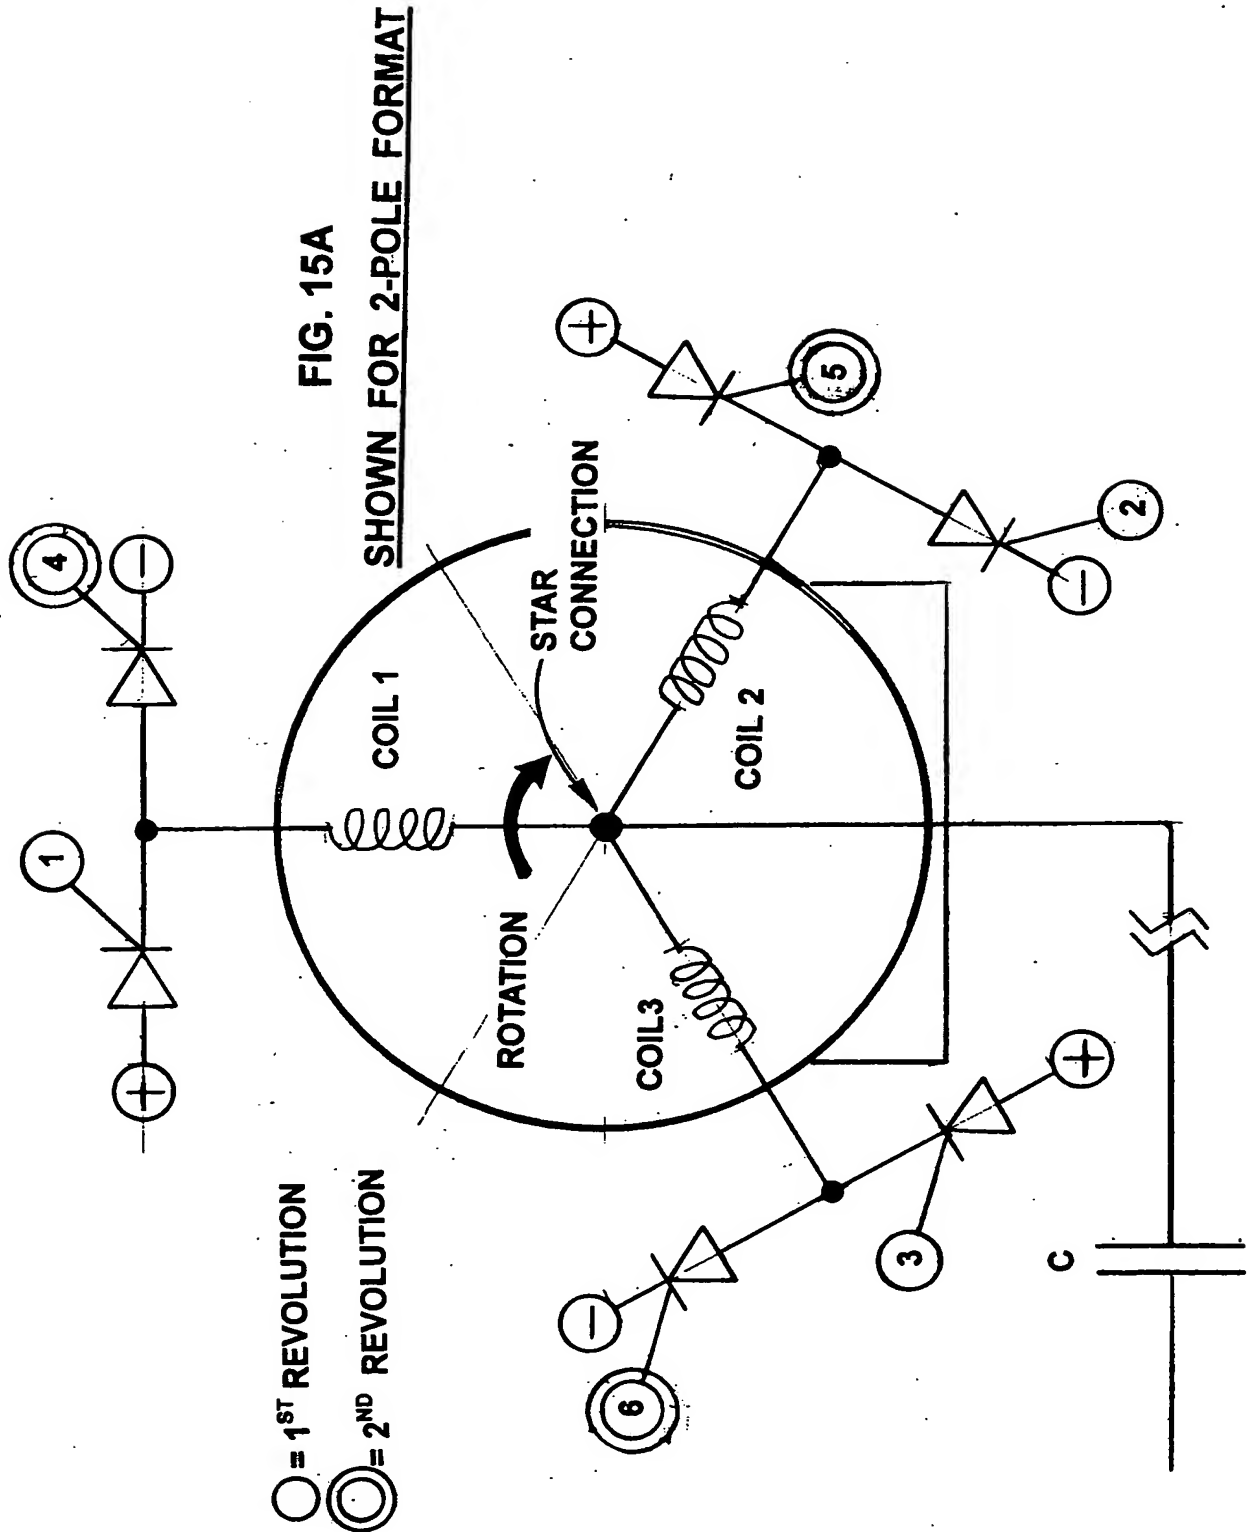 FIG. 15A
SHOWN FOR 2-POLE FORMAT
= 1ST REVOLUTION
= 2ND REVOLUTION
1
4
+
−
COIL 1
ROTATION
STAR
CONNECTION
COIL3
COIL 2
6
−
3
+
+
5
2
−
C